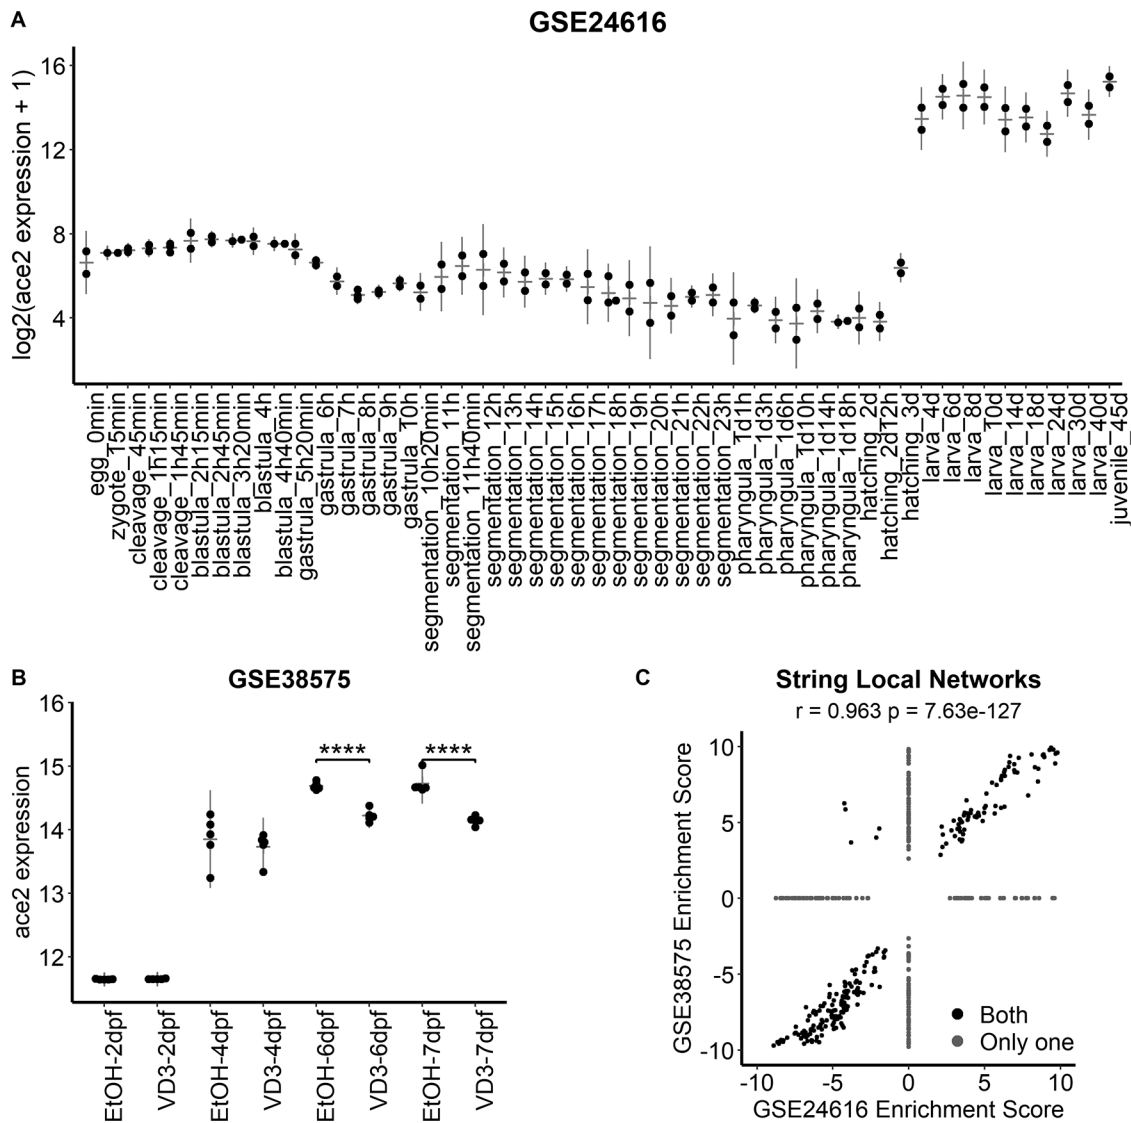 A
GSE24616
log2(ace2 expression + 1)
16
12
8
4
egg_0min
zygote_15min
cleavage_45min
cleavage_1h15min
cleavage_1h45min
blastula_2h15min
blastula_2h45min
blastula_3h20min
blastula_4h
blastula_4h40_min
gastrula_5h20min
gastrula_6h
gastrula_7h
gastrula_8h
gastrula_9h
gastrula_10h
segmentation_10h20min
segmentation_11h
segmentation_11h40min
segmentation_12h
segmentation_13h
segmentation_14h
segmentation_15h
segmentation_16h
segmentation_17h
segmentation_18h
segmentation_19h
segmentation_20h
segmentation_21h
segmentation_22h
segmentation_23h
pharyngula_1d1h
pharyngula_1d3h
pharyngula_1d6h
pharyngula_1d10h
pharyngula_1d14h
pharyngula_1d18h
hatching_2d
hatching_2d12h
hatching_3d
larva_4d
larva_6d
larva_8d
larva_10d
larva_14d
larva_18d
larva_24d
larva_30d
larva_40d
juvenile_45d
B
GSE38575
ace2 expression
16
15
14
13
12
****
****
EtOH-2dpf
VD3-2dpf
EtOH-4dpf
VD3-4dpf
EtOH-6dpf
VD3-6dpf
EtOH-7dpf
VD3-7dpf
C
String Local Networks
r = 0.963 p = 7.63e-127
GSE38575 Enrichment Score
10
5
0
-5
-10
Both
Only one
-10 -5 0 5 10
GSE24616 Enrichment Score